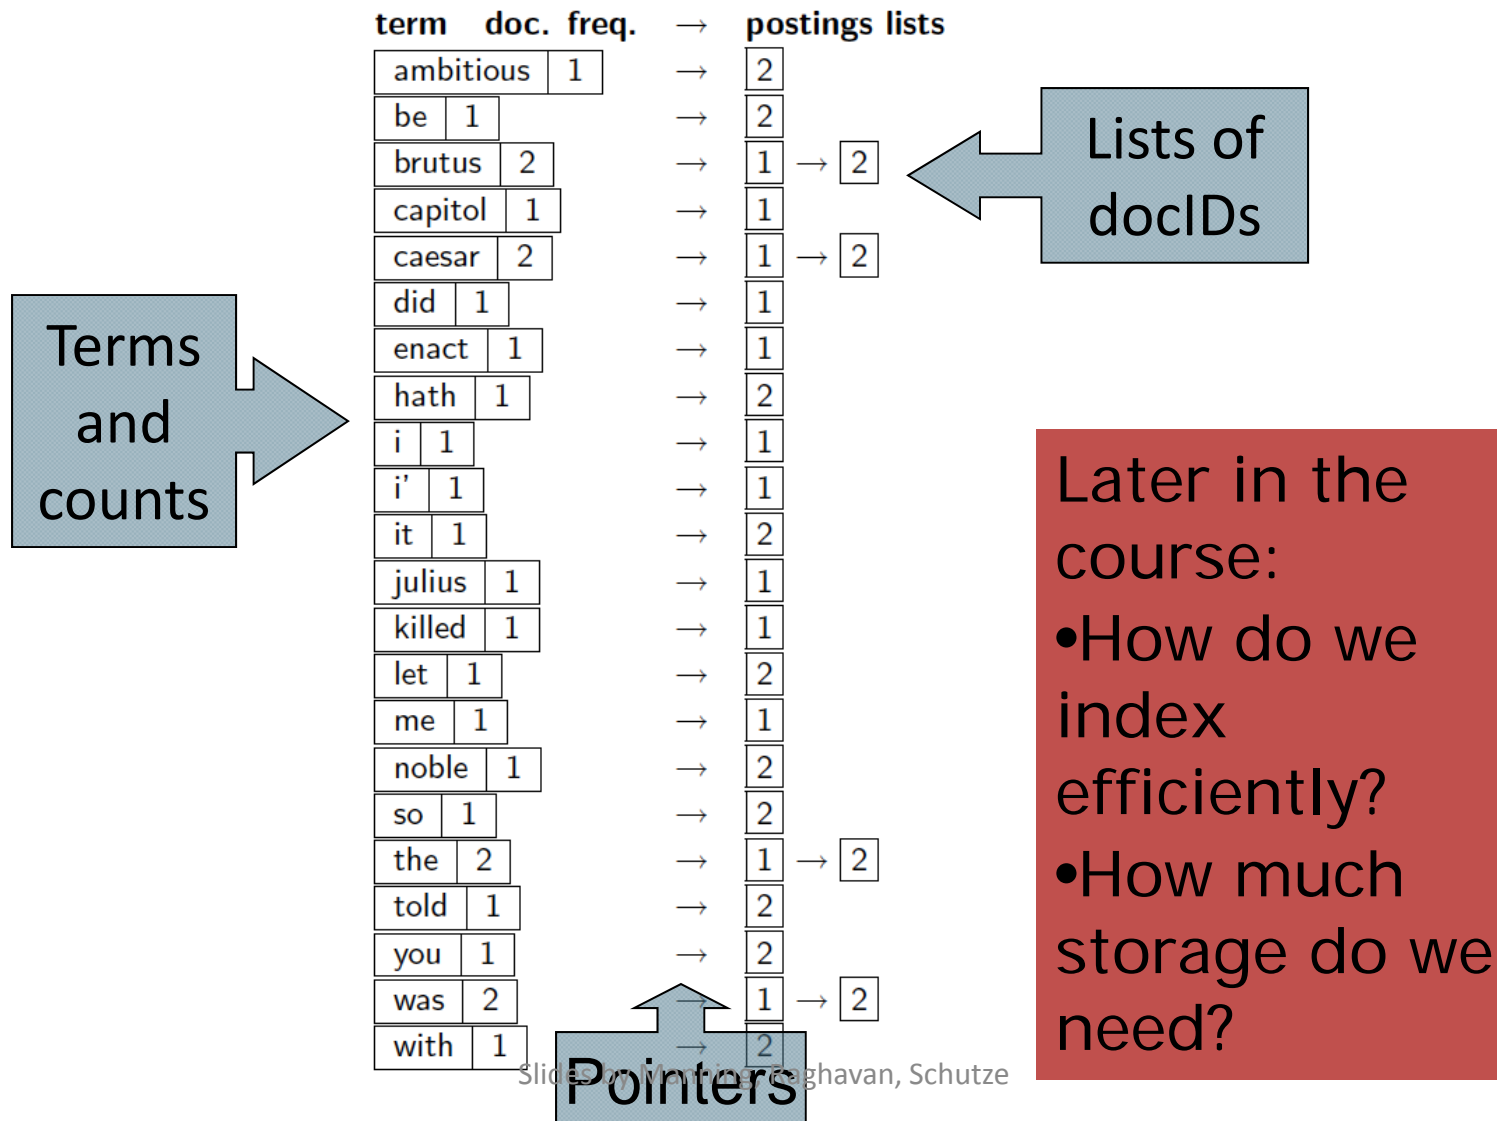 term doc. freq. → postings lists
ambitious 1 → 2
be 1 → 2
brutus 2 → 1 → 2
capitol 1 → 1
caesar 2 → 1 → 2
did 1 → 1
enact 1 → 1
hath 1 → 2
i 1 → 1
i' 1 → 1
it 1 → 2
julius 1 → 1
killed 1 → 1
let 1 → 2
me 1 → 1
noble 1 → 2
so 1 → 2
the 2 → 1 → 2
told 1 → 2
you 1 → 2
was 2 → 1 → 2
with 1 → 2
Terms
and
counts
Lists of
docIDs
Later in the
course:
•How do we
index
efficiently?
•How much
storage do we
need?
Pointers
Slides by Manning, Raghavan, Schutze